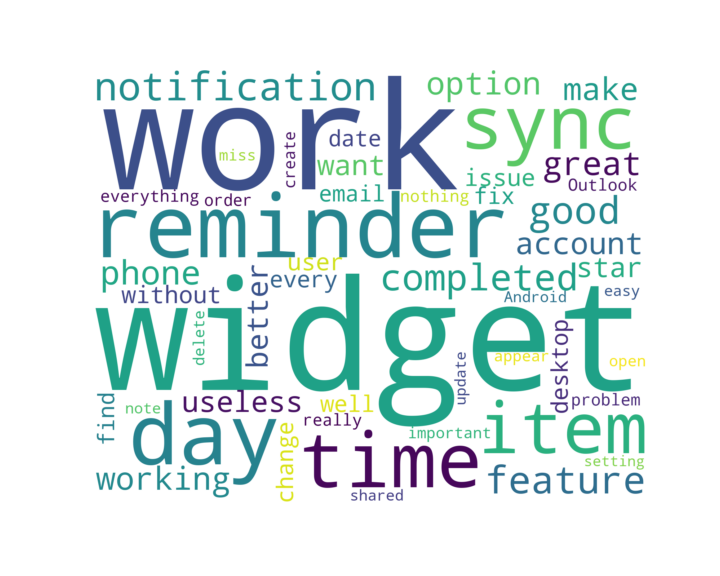 notification option make
work sync
miss create date want great
issue Outlook
everything order email nothing fix
reminder good
account
phone user completed star
without every Android easy
better
widget
delete update appear desktop open
find note useless well problem
day change really important item
time setting
working shared feature